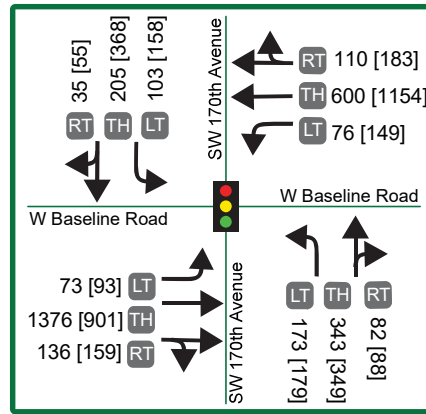 35 [55]
205 [368]
103 [158]
RT TH LT
SW 170th Avenue
RT 110 [183]
TH 600 [1154]
LT 76 [149]
W Baseline Road
W Baseline Road
73 [93] LT
1376 [901] TH
136 [159] RT
SW 170th Avenue
LT TH RT
173 [179]
343 [349]
82 [88]